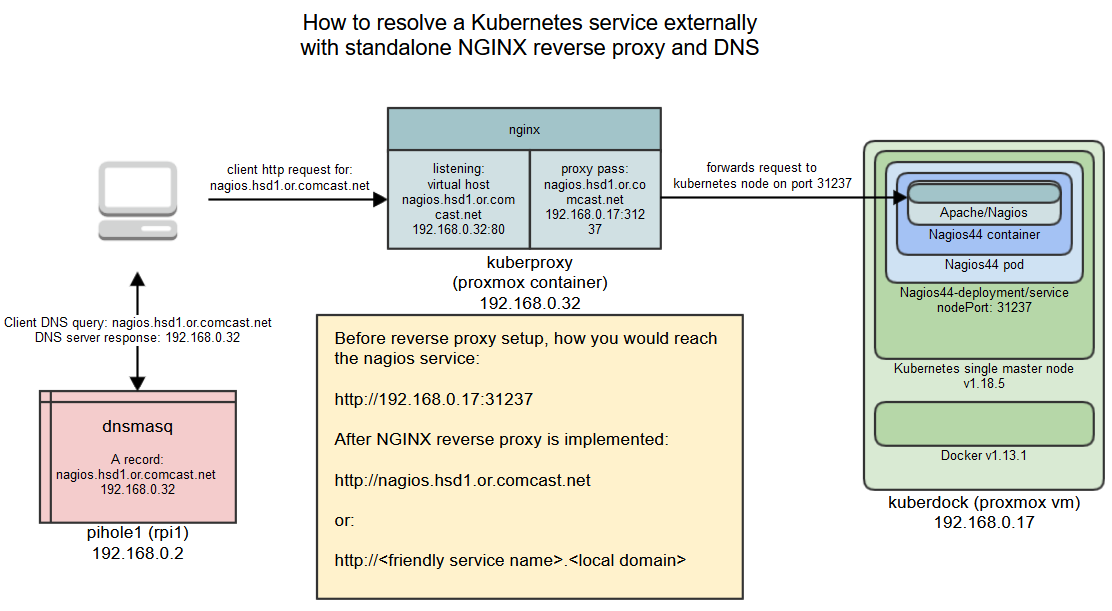 How to resolve a Kubernetes service externally
with standalone NGINX reverse proxy and DNS
nginx
client http request for:
nagios.hsd1.or.comcast.net
listening:
virtual host
nagios.hsd1.or.com
cast.net
192.168.0.32:80
proxy pass:
nagios.hsd1.or.co
mcast.net
192.168.0.17:312
37
forwards request to
kubernetes node on port 31237
kuberproxy
(proxmox container)
192.168.0.32
Apache/Nagios
Nagios44 container
Nagios44 pod
Nagios44-deployment/service
nodePort: 31237
Kubernetes single master node
v1.18.5
Docker v1.13.1
kuberdock (proxmox vm)
192.168.0.17
Client DNS query: nagios.hsd1.or.comcast.net
DNS server response: 192.168.0.32
dnsmasq
A record:
nagios.hsd1.or.comcast.net
192.168.0.32
pihole1 (rpi1)
192.168.0.2
Before reverse proxy setup, how you would reach
the nagios service:
http://192.168.0.17:31237
After NGINX reverse proxy is implemented:
http://nagios.hsd1.or.comcast.net
or:
http://<friendly service name>.<local domain>